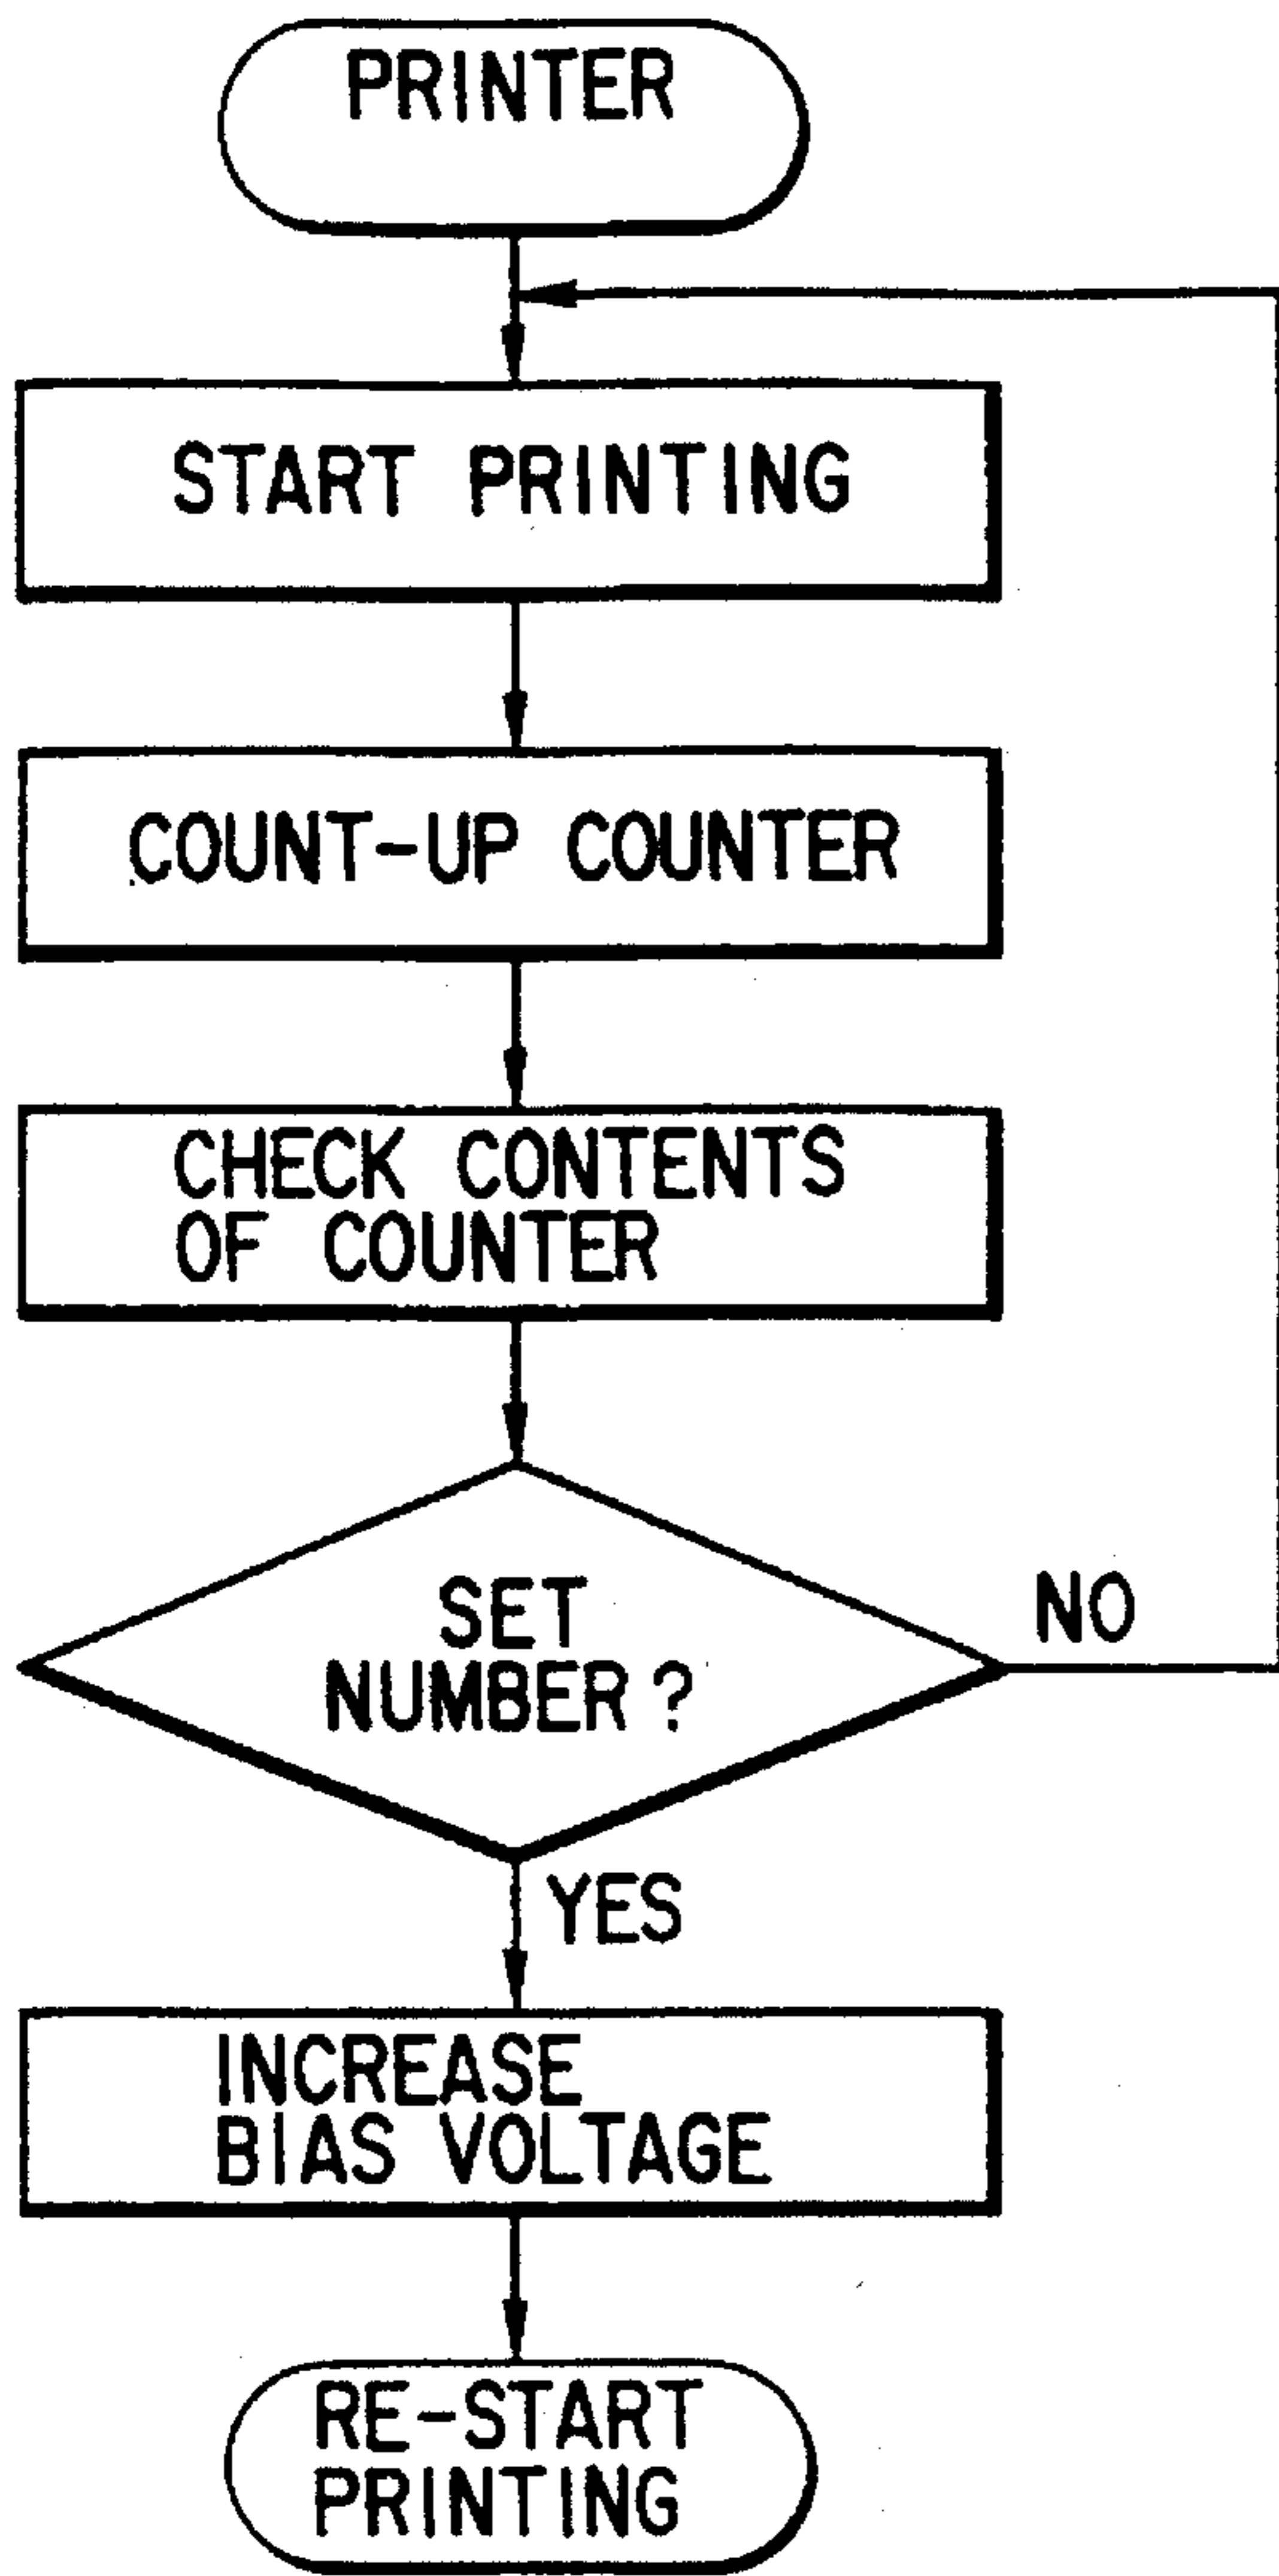 PRINTER
START PRINTING
COUNT-UP COUNTER
CHECK CONTENTS
OF COUNTER
SET
NUMBER?
NO
YES
INCREASE
BIAS VOLTAGE
RE-START
PRINTING